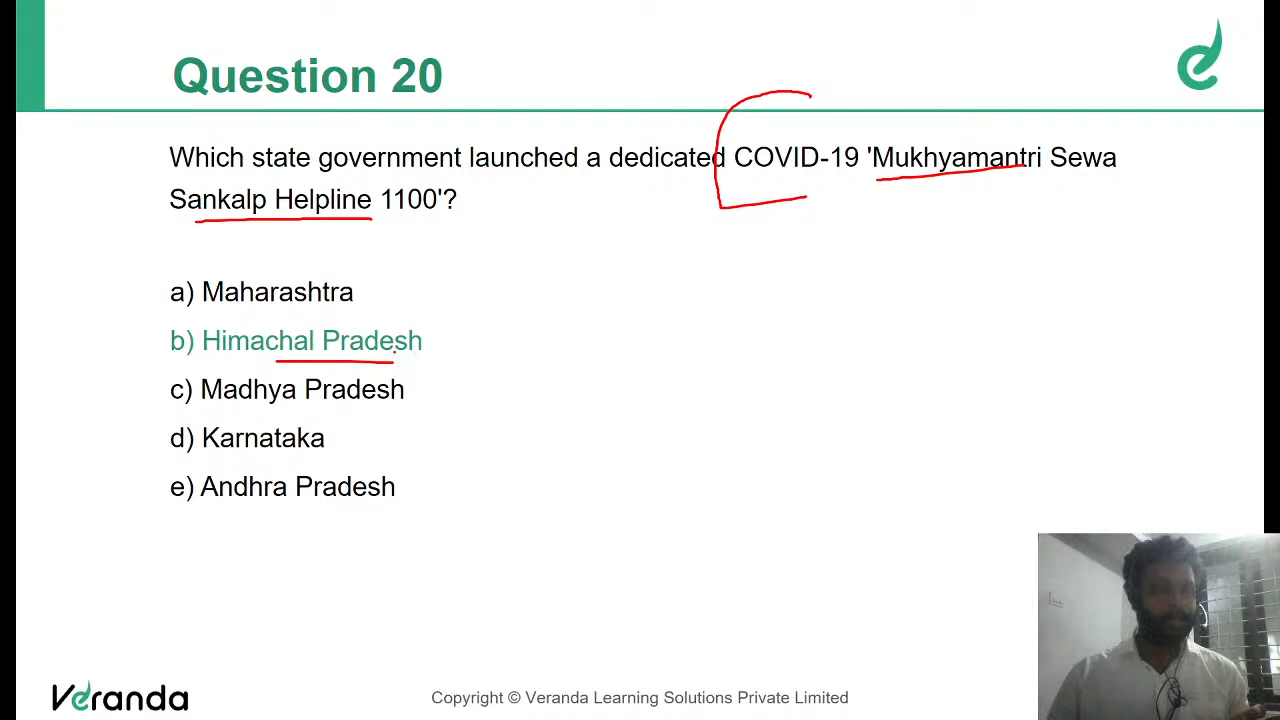 Question 20
Which state government launched a dedicated COVID-19 'Mukhyamantri Sewa
Sankalp Helpline 1100'?
a) Maharashtra
b) Himachal Pradesh
c) Madhya Pradesh
d) Karnataka
e) Andhra Pradesh
Veranda
Copyright © Veranda Learning Solutions Private Limited